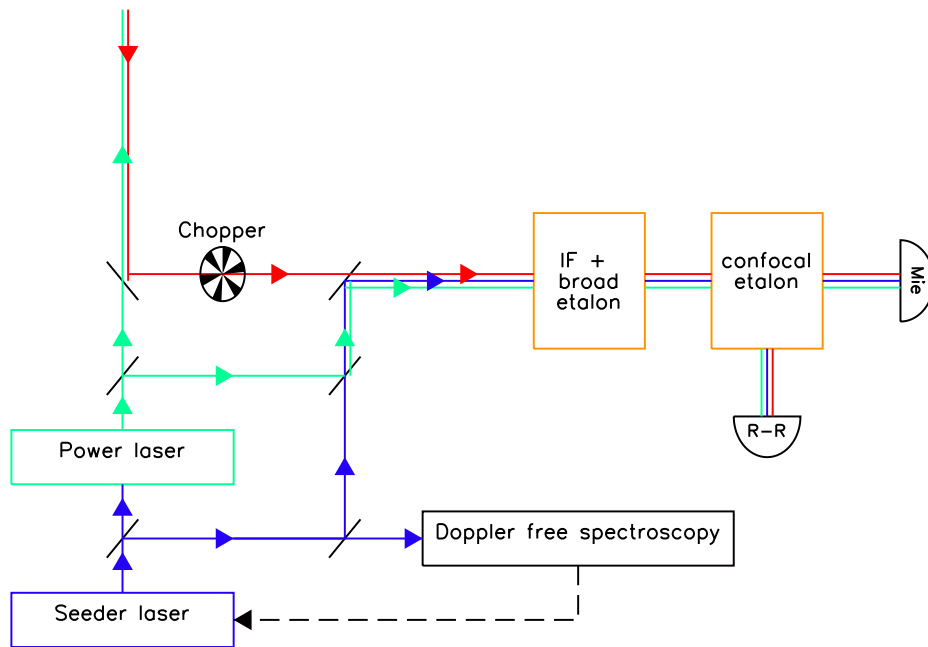 Chopper
IF +
broad
etalon
confocal
etalon
Mie
R-R
Power laser
Doppler free spectroscopy
Seeder laser